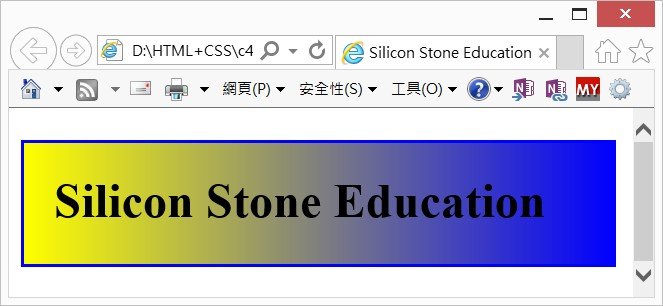 D:\HTML+CSS\c4
Silicon Stone Education
網頁(P) 安全性(S) 工具(O) MY
Silicon Stone Education